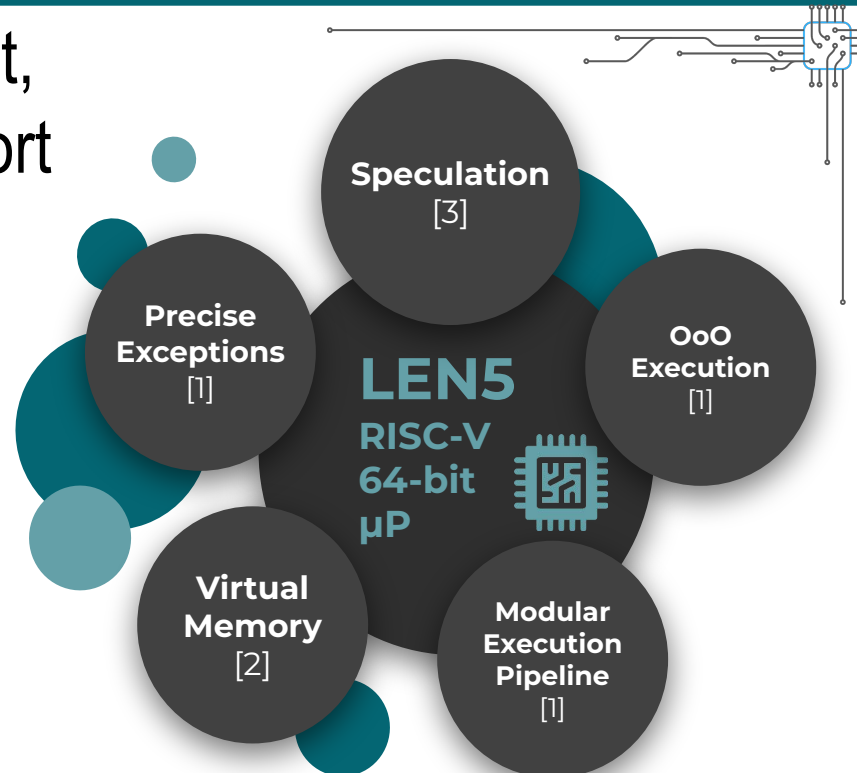 t,
ort
Speculation
[3]
Precise
Exceptions
[1]
OoO
Execution
[1]
LEN5
RISC-V
64-bit
µP
Virtual
Memory
[2]
Modular
Execution
Pipeline
[1]